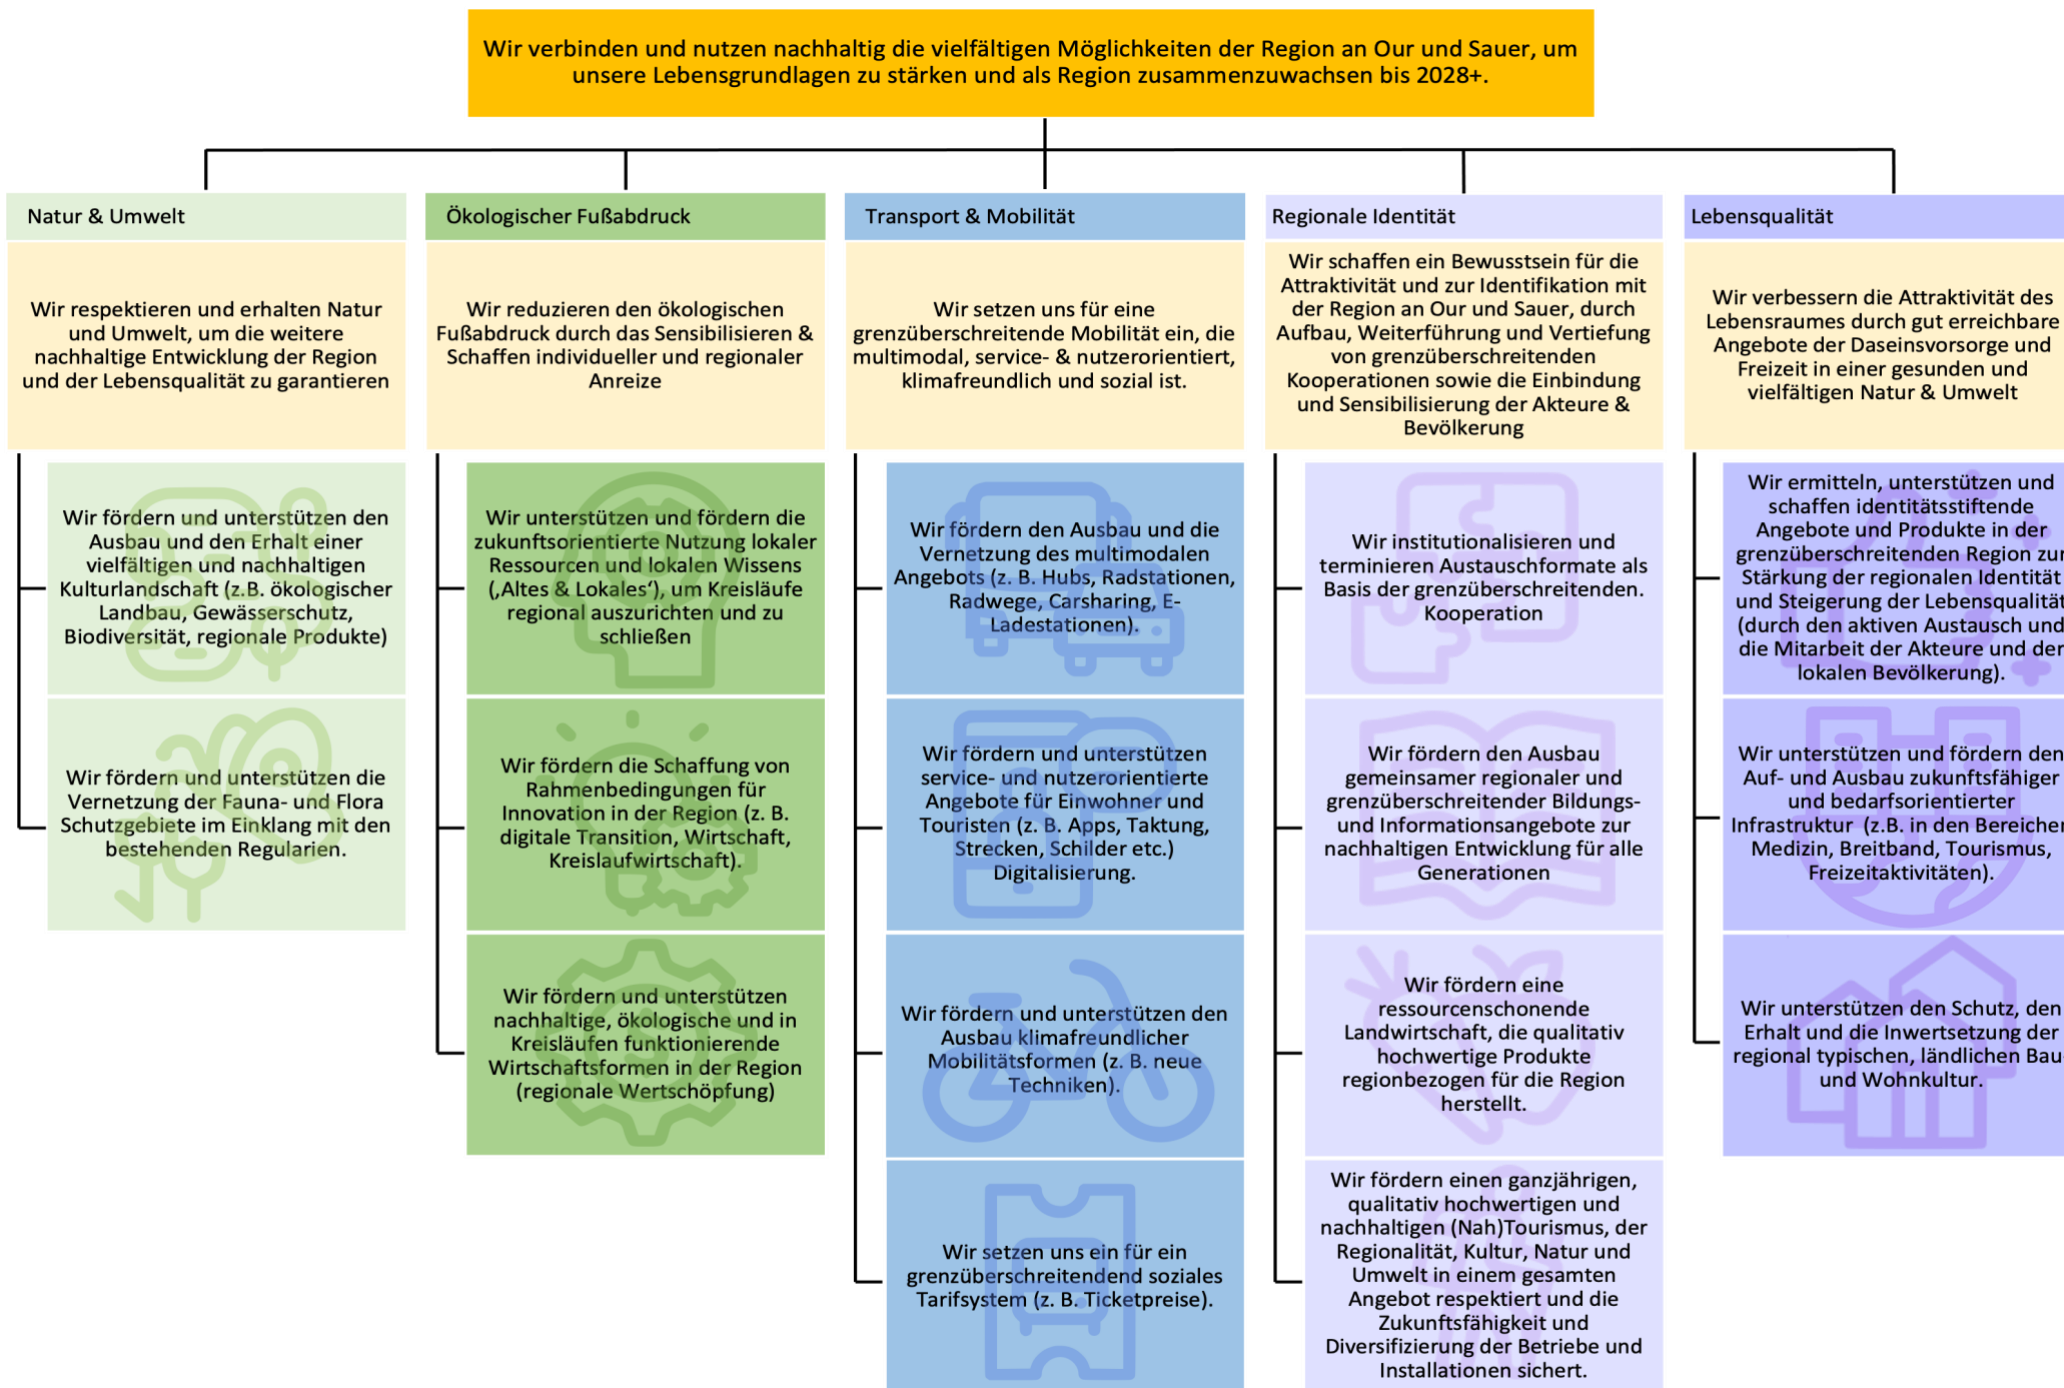 Wir verbinden und nutzen nachhaltig die vielfältigen Möglichkeiten der Region an Our und Sauer, um
unsere Lebensgrundlagen zu stärken und als Region zusammenzuwachsen bis 2028+.
Natur & Umwelt
Wir respektieren und erhalten Natur
und Umwelt, um die weitere
nachhaltige Entwicklung der Region
und der Lebensqualität zu garantieren
Wir fördern und unterstützen den
Ausbau und den Erhalt einer
vielfältigen und nachhaltigen
Kulturlandschaft (z.B. ökologischer
Landbau, Gewässerschutz,
Biodiversität, regionale Produkte)
Wir fördern und unterstützen die
Vernetzung der Fauna- und Flora
Schutzgebiete im Einklang mit den
bestehenden Regularien.
Ökologischer Fußabdruck
Wir reduzieren den ökologischen
Fußabdruck durch das Sensibilisieren &
Schaffen individueller und regionaler
Anreize
Wir unterstützen und fördern die
zukunftsorientierte Nutzung lokaler
Ressourcen und lokalen Wissens
(‚Altes & Lokales‘), um Kreisläufe
regional auszurichten und zu
schließen
Wir fördern die Schaffung von
Rahmenbedingungen für
Innovation in der Region (z. B.
digitale Transition, Wirtschaft,
Kreislaufwirtschaft).
Wir fördern und unterstützen
nachhaltige, ökologische und in
Kreisläufen funktionierende
Wirtschaftsformen in der Region
(regionale Wertschöpfung)
Transport & Mobilität
Wir setzen uns für eine
grenzüberschreitende Mobilität ein, die
multimodal, service- & nutzerorientiert,
klimafreundlich und sozial ist.
Wir fördern den Ausbau und die
Vernetzung des multimodalen
Angebots (z. B. Hubs, Radstationen,
Radwege, Carsharing, E-
Ladestationen).
Wir fördern und unterstützen
service- und nutzerorientierte
Angebote für Einwohner und
Touristen (z. B. Apps, Taktung,
Strecken, Schilder etc.)
Digitalisierung.
Wir fördern und unterstützen den
Ausbau klimafreundlicher
Mobilitätsformen (z. B. neue
Techniken).
Wir setzen uns ein für ein
grenzüberschreitendend soziales
Tarifsystem (z. B. Ticketpreise).
Regionale Identität
Wir schaffen ein Bewusstsein für die
Attraktivität und zur Identifikation mit
der Region an Our und Sauer, durch
Aufbau, Weiterführung und Vertiefung
von grenzüberschreitenden
Kooperationen sowie die Einbindung
und Sensibilisierung der Akteure &
Bevölkerung
Wir institutionalisieren und
terminieren Austauschformate als
Basis der grenzüberschreitenden.
Kooperation
Wir fördern den Ausbau
gemeinsamer regionaler und
grenzüberschreitender Bildungs-
und Informationsangebote zur
nachhaltigen Entwicklung für alle
Generationen
Wir fördern eine
ressourcenschonende
Landwirtschaft, die qualitativ
hochwertige Produkte
regionbezogen für die Region
herstellt.
Wir fördern einen ganzjährigen,
qualitativ hochwertigen und
nachhaltigen (Nah)Tourismus, der
Regionalität, Kultur, Natur und
Umwelt in einem gesamten
Angebot respektiert und die
Zukunftsfähigkeit und
Diversifizierung der Betriebe und
Installationen sichert.
Lebensqualität
Wir verbessern die Attraktivität des
Lebensraumes durch gut erreichbare
Angebote der Daseinsvorsorge und
Freizeit in einer gesunden und
vielfältigen Natur & Umwelt
Wir ermitteln, unterstützen und
schaffen identitätsstiftende
Angebote und Produkte in der
grenzüberschreitenden Region zur
Stärkung der regionalen Identität
und Steigerung der Lebensqualität
(durch den aktiven Austausch und
die Mitarbeit der Akteure und der
lokalen Bevölkerung).
Wir unterstützen und fördern den
Auf- und Ausbau zukunftsfähiger
und bedarfsorientierter
Infrastruktur (z.B. in den Bereichen
Medizin, Breitband, Tourismus,
Freizeitaktivitäten).
Wir unterstützen den Schutz, den
Erhalt und die Inwertsetzung der
regional typischen, ländlichen Bau-
und Wohnkultur.